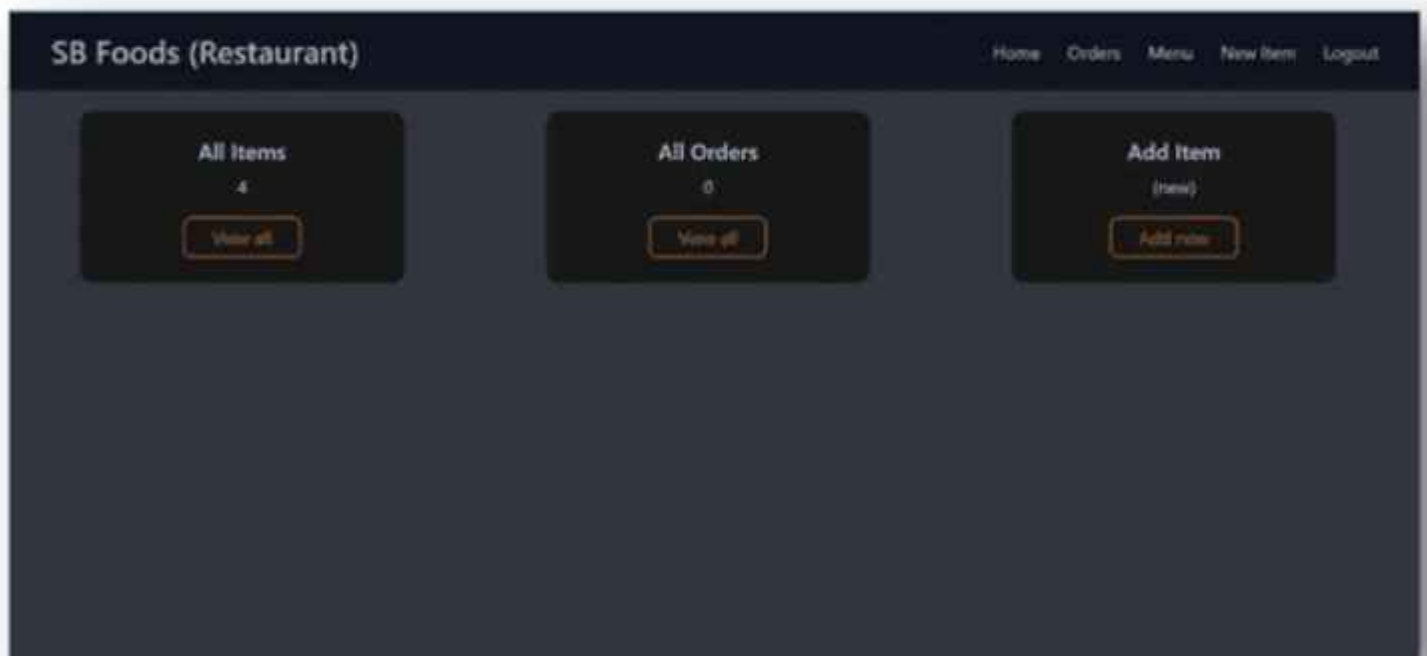 SB Foods (Restaurant)
Home Orders Menu New Item Logout
All Items
4
View all
All Orders
0
View all
Add Item
(new)
Add now